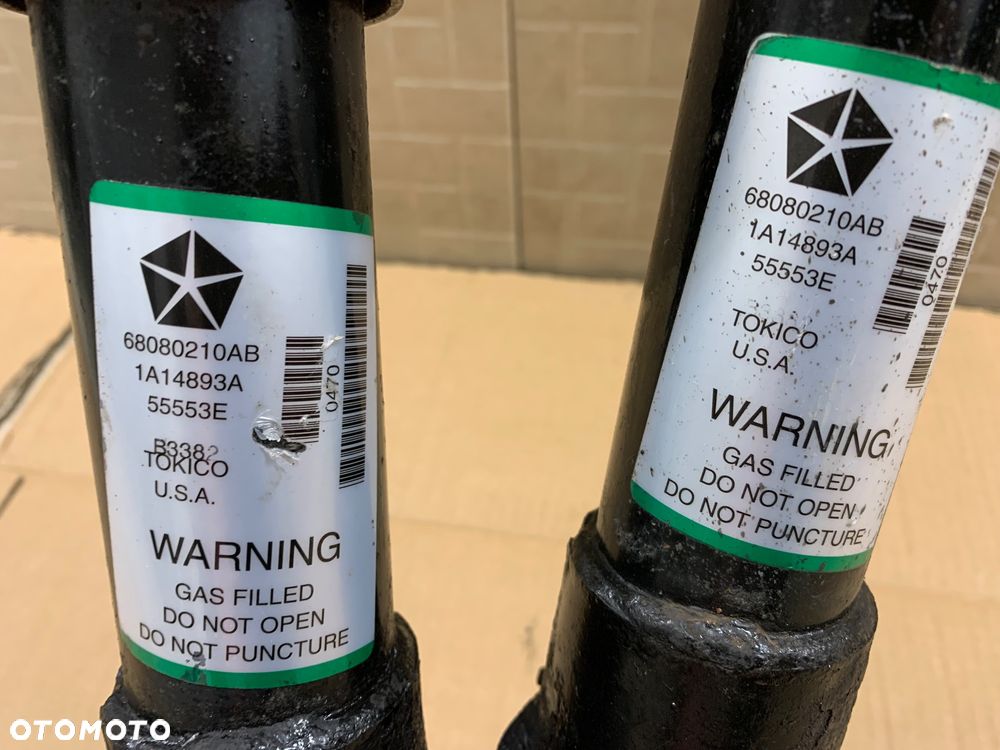 68080210AB
1A14893A
55553E
0470
B3382
TOKICO
U.S.A.
WARNING
GAS FILLED
DO NOT OPEN
DO NOT PUNCTURE
68080210AB
1A14893A
55553E
0470
TOKICO
U.S.A.
WARNING
GAS FILLED
DO NOT OPEN
DO NOT PUNCTURE
OTOMOTO